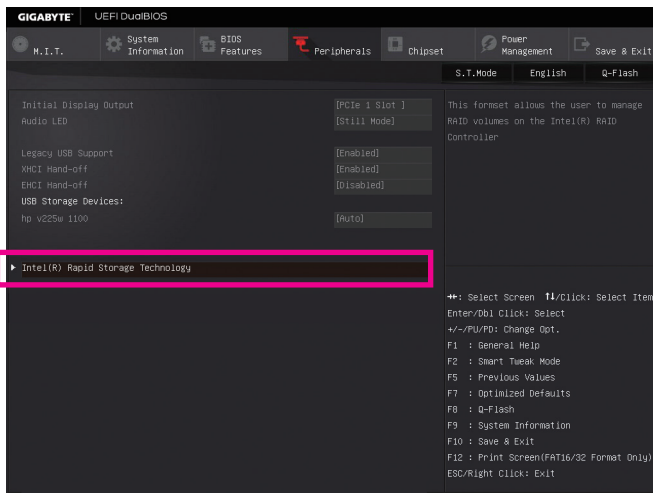 GIGABYTE™ UEFI DualBIOS
M.I.T.
System Information
BIOS Features
Peripherals
Chipset
Power Management
Save & Exit
S.T.Mode English Q-Flash
Initial Display Output [PCIe 1 Slot ]
Audio LED [Still Mode]
Legacy USB Support [Enabled]
XHCI Hand-off [Enabled]
EHCI Hand-off [Disabled]
USB Storage Devices:
hp v225w 1100 [Auto]
Intel(R) Rapid Storage Technology
This formset allows the user to manage
RAID volumes on the Intel(R) RAID
Controller
→←: Select Screen ↑↓/Click: Select Item
Enter/Dbl Click: Select
+/-/PU/PD: Change Opt.
F1 : General Help
F2 : Smart Tweak Mode
F5 : Previous Values
F7 : Optimized Defaults
F8 : Q-Flash
F9 : System Information
F10 : Save & Exit
F12 : Print Screen(FAT16/32 Format Only)
ESC/Right Click: Exit